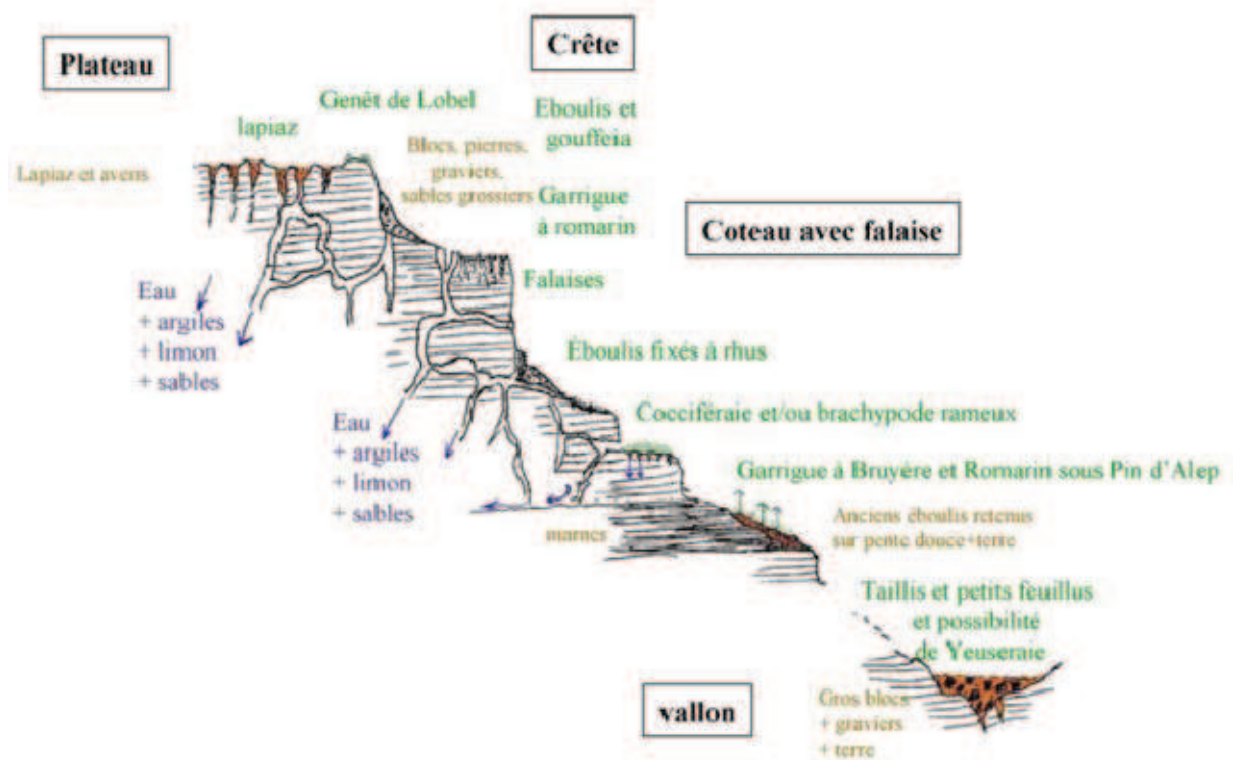 Plateau
Crête
Genêt de Lobel
lapiaz
Lapiaz et avens
Blocs, pierres,
graviers,
sables grossiers
Eboulis et
gouffeia
Garrigue
à romarin
Coteau avec falaise
Falaises
Eau
+ argiles
+ limon
+ sables
Éboulis fixés à rhus
Cocciféraie et/ou brachypode rameux
Eau
+ argiles
+ limon
+ sables
Garrigue à Bruyère et Romarin sous Pin d'Alep
marnes
Anciens éboulis retenus
sur pente douce+terre
Taillis et petits feuillus
et possibilité
de Yeuseraie
vallon
Gros blocs
+ graviers
+ terre